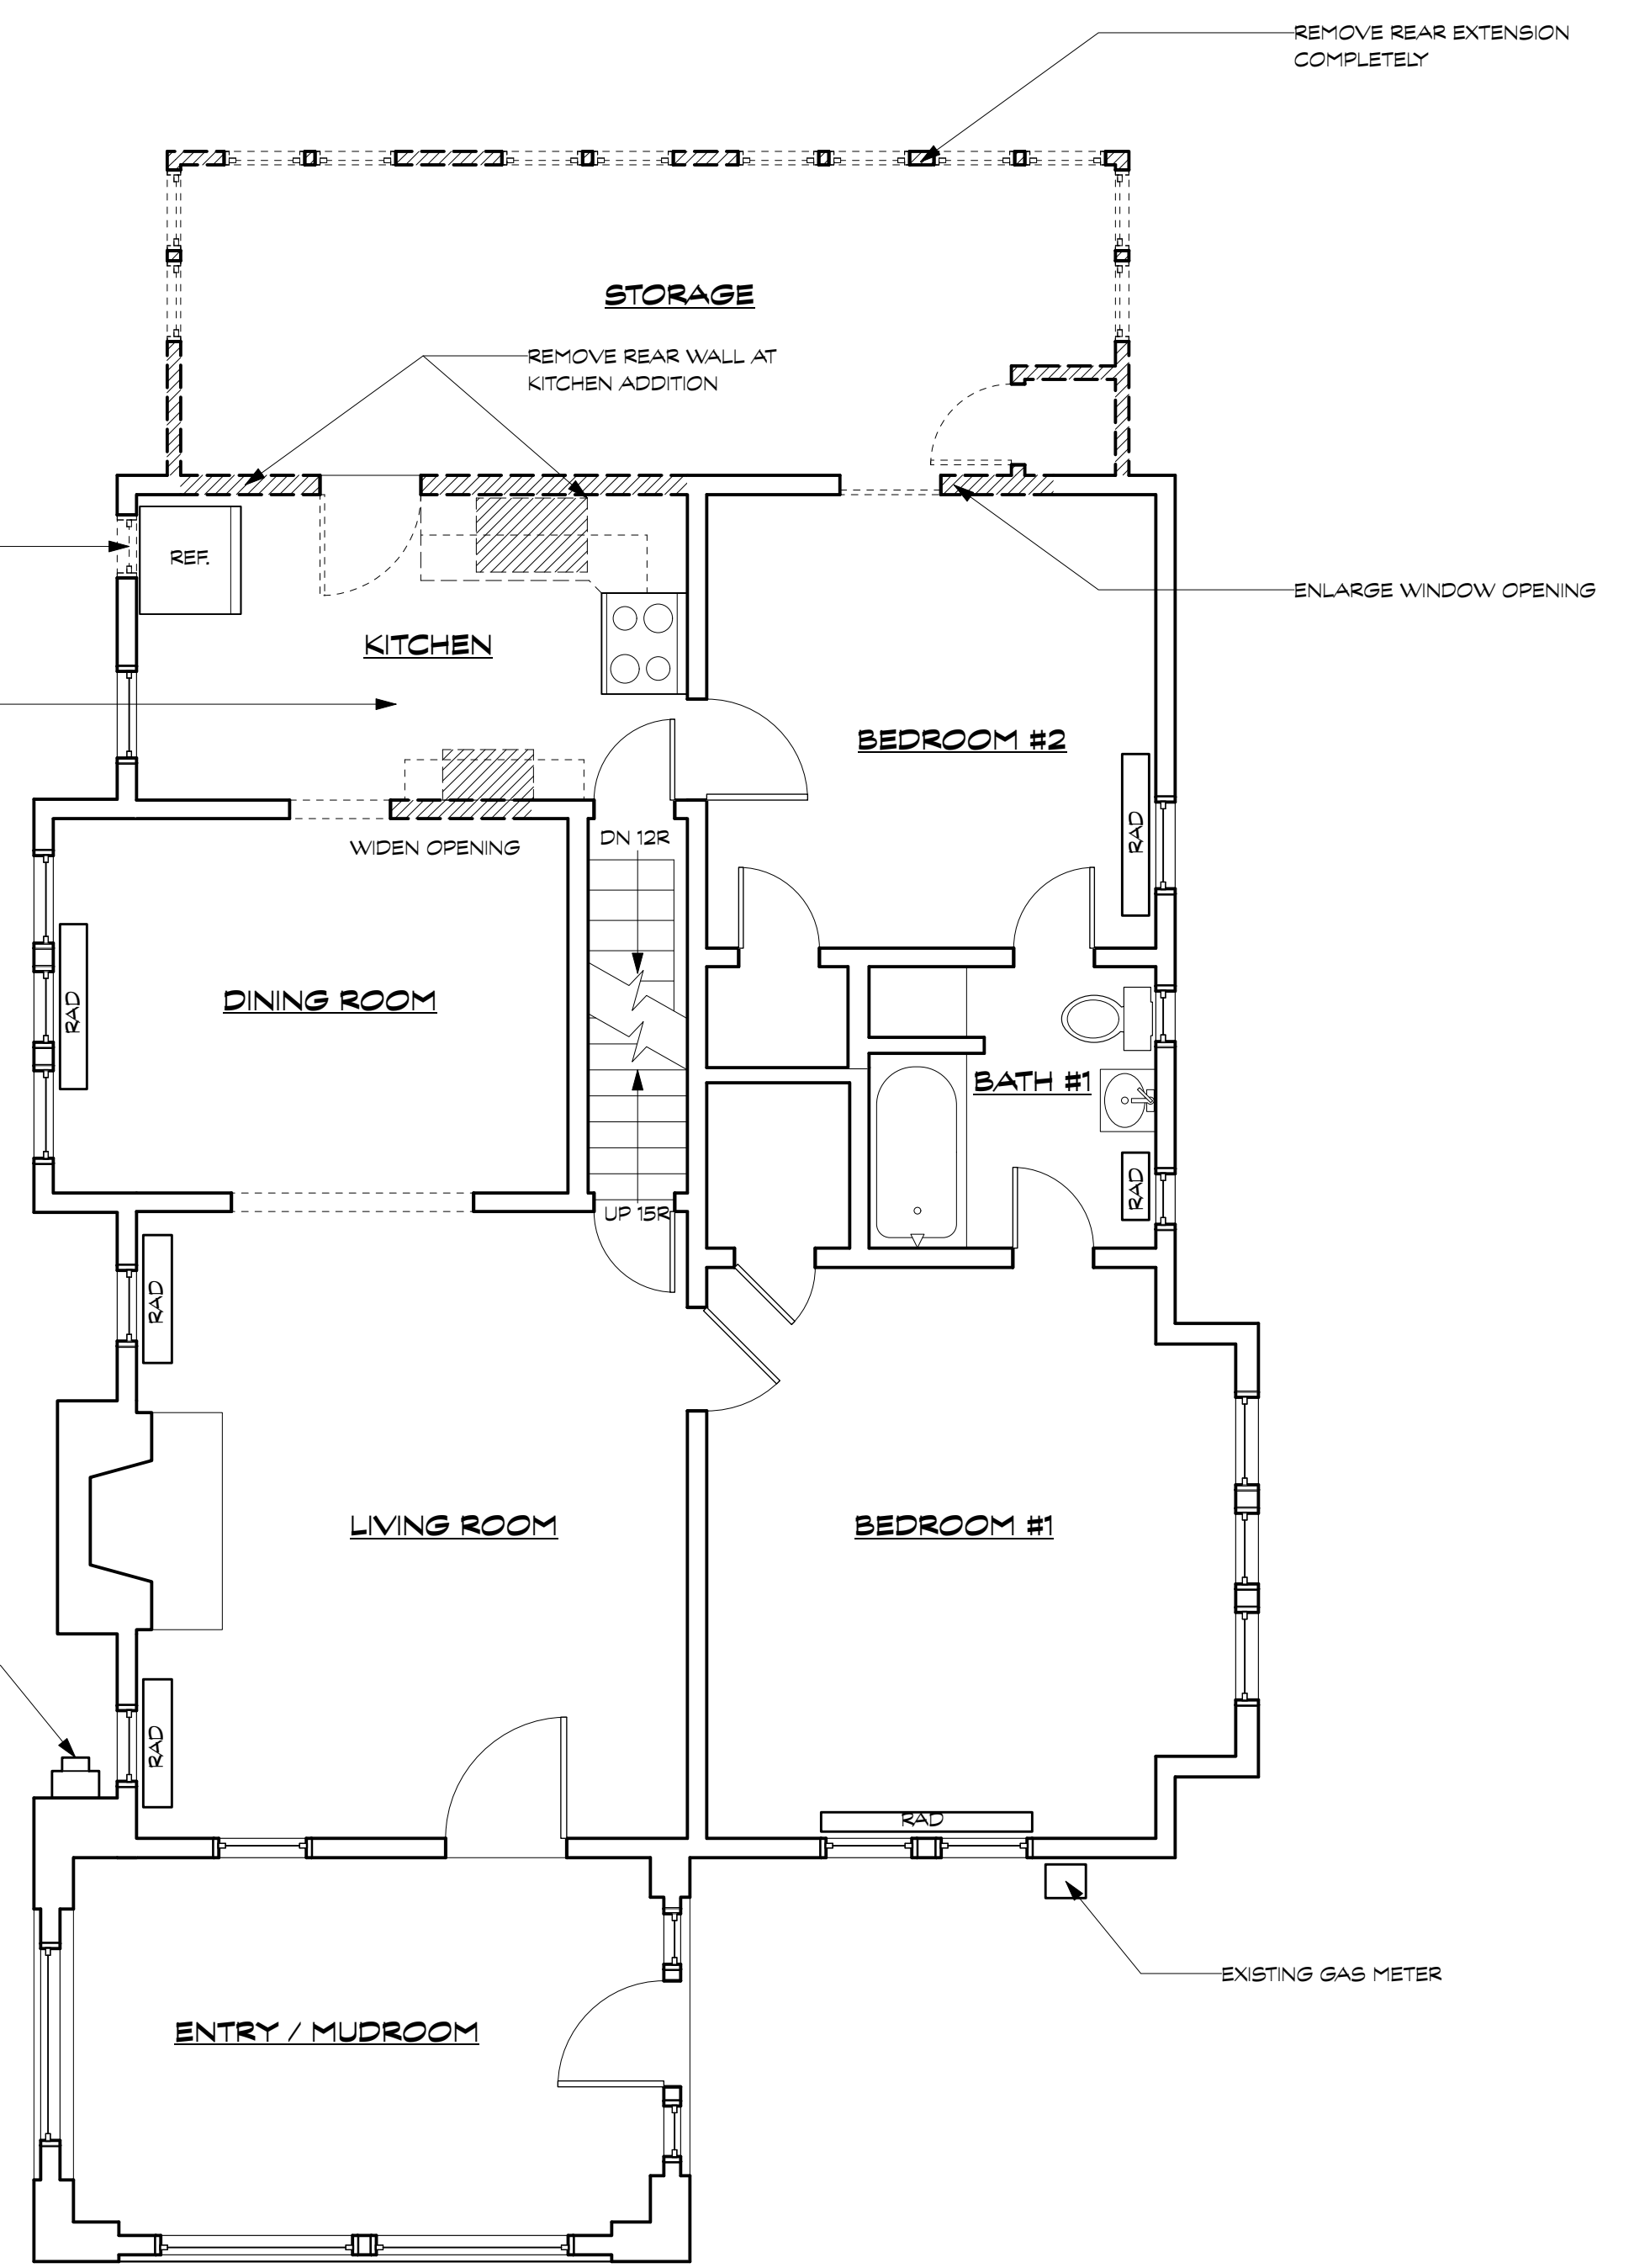 REMOVE REAR EXTENSION
COMPLETELY
STORAGE
REMOVE REAR WALL AT
KITCHEN ADDITION
REF.
ENLARGE WINDOW OPENING
KITCHEN
BEDROOM #2
RAD
DN 12R
WIDEN OPENING
DINING ROOM
RAD
BATH #1
RAD
UP 15R
RAD
LIVING ROOM
BEDROOM #1
RAD
RAD
EXISTING GAS METER
ENTRY / MUDROOM